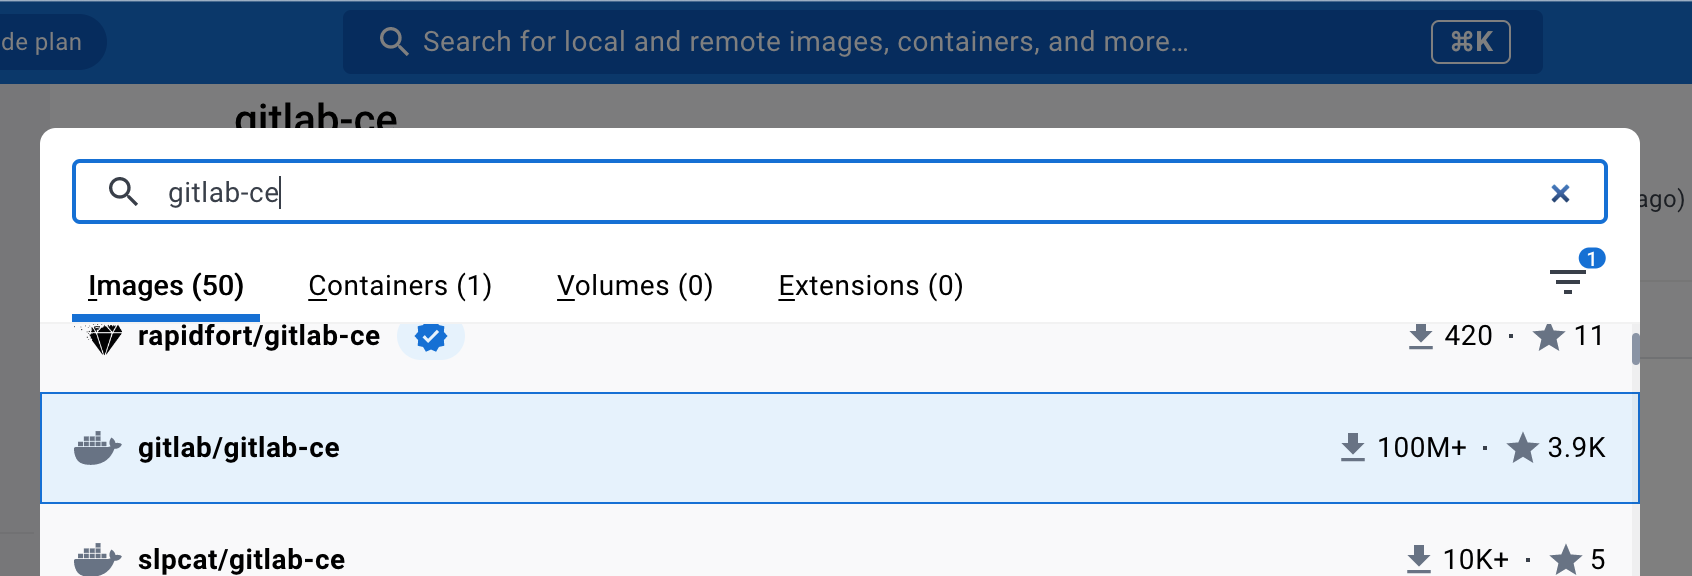 de plan
Search for local and remote images, containers, and more...
⌘K
gitlab-ce
gitlab-ce
ago)
Images (50)
Containers (1)
Volumes (0)
Extensions (0)
1
rapidfort/gitlab-ce
420 · 11
gitlab/gitlab-ce
100M+ · 3.9K
slpcat/gitlab-ce
10K+ · 5